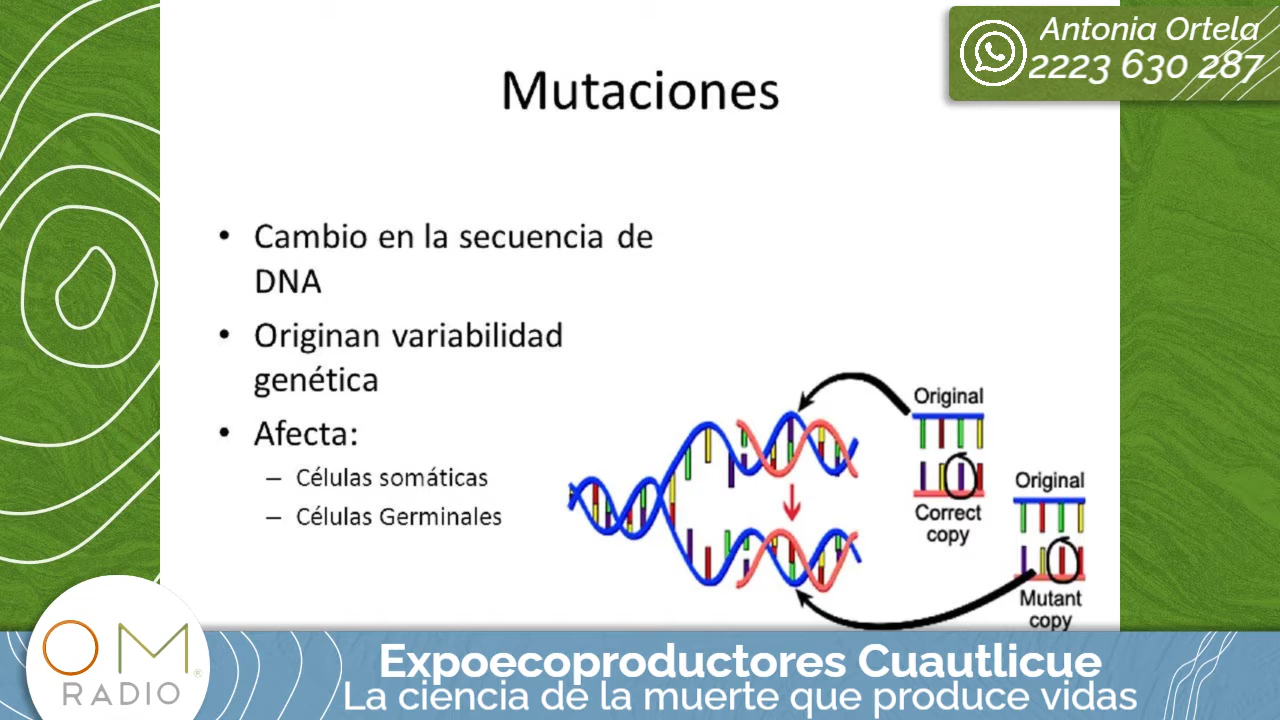 Antonia Ortela
2223 630 287
Mutaciones
• Cambio en la secuencia de
DNA
• Originan variabilidad
genética
• Afecta:
– Células somáticas
– Células Germinales
Original
Correct
copy
Original
Mutant
copy
OM
RADIO®
Expoecoproductores Cuautlicue
La ciencia de la muerte que produce vidas